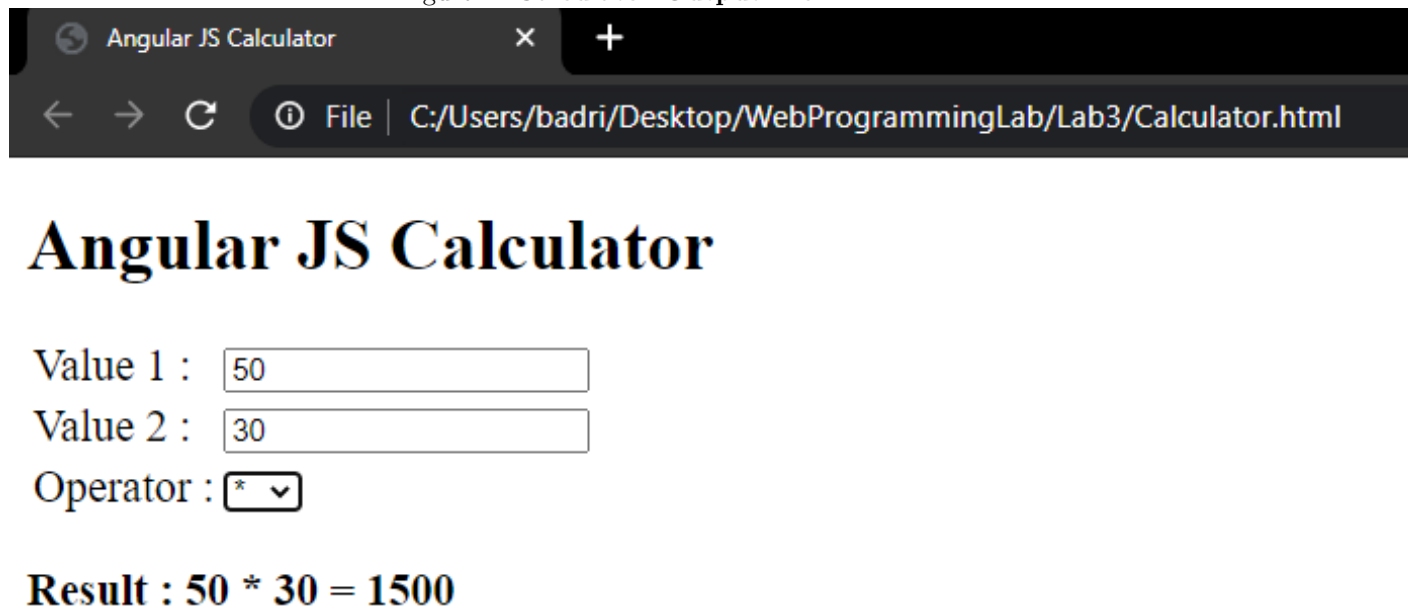 Angular JS Calculator
File | C:/Users/badri/Desktop/WebProgrammingLab/Lab3/Calculator.html
Angular JS Calculator
Value 1 : 50
Value 2 : 30
Operator : *
Result : 50 * 30 = 1500